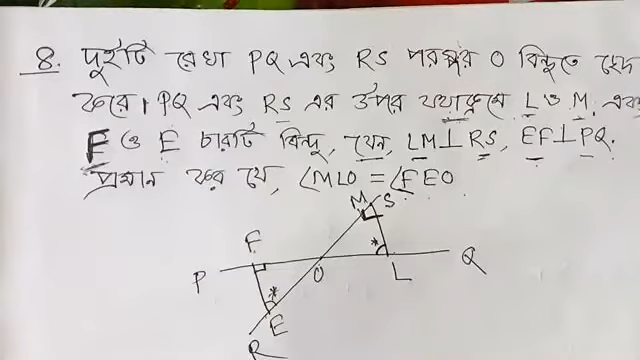 ৪. দুইটি রেখা PQ এবং RS পরস্পর O বিন্দুতে ছেদ
করে। PQ এবং RS এর উপর যথাক্রমে L ও M এবং
F ও E চারটি বিন্দু, যেন, LM⊥RS, EF⊥PQ.
প্রমান কর যে, ∠MLO = ∠FEO
M S
F
P O L Q
*
*
E
R